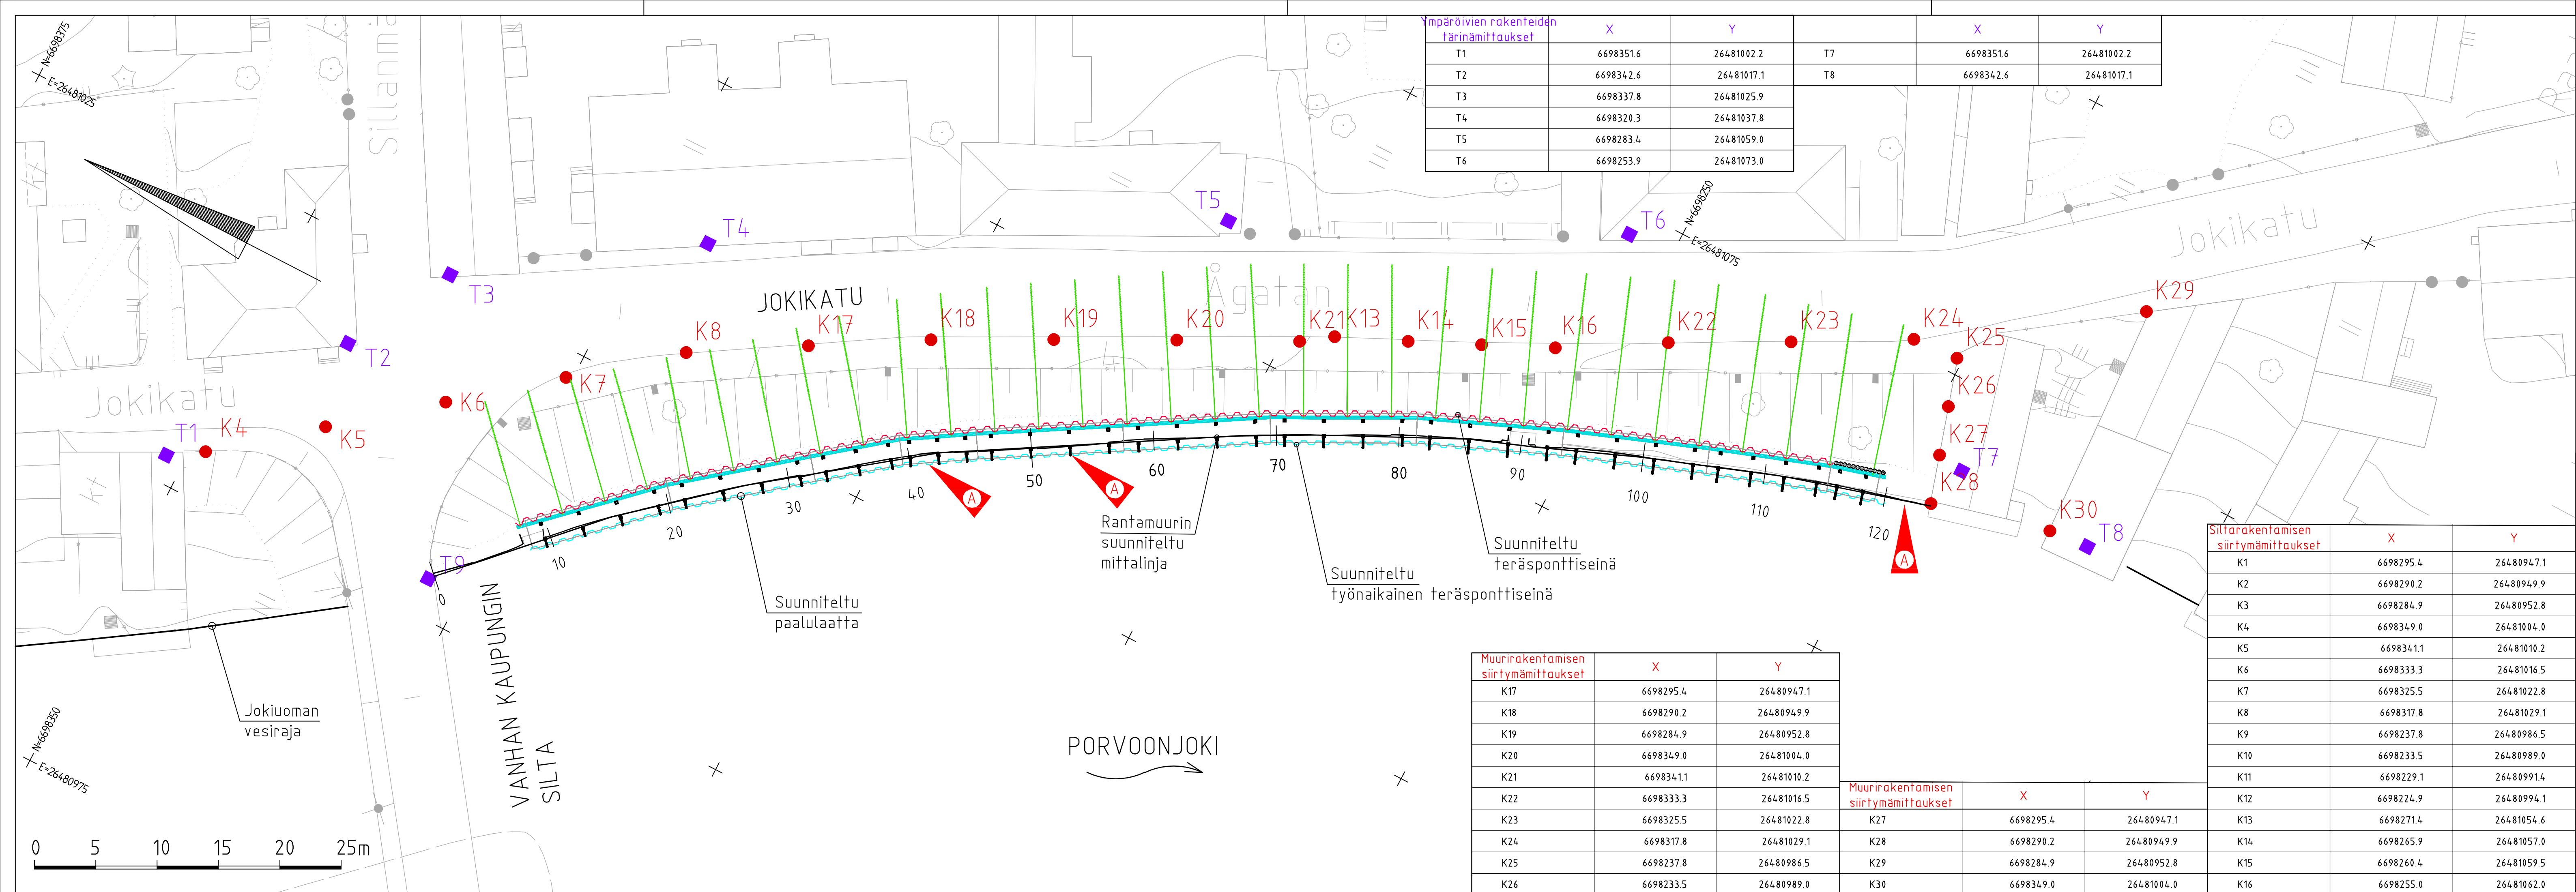 N=6698375
E=26481025
Sillanm
Ympäröivien rakenteiden
tärinämittaukset X Y
T1 6698351.6 26481002.2
T2 6698342.6 26481017.1
T3 6698337.8 26481025.9
T4 6698320.3 26481037.8
T5 6698283.4 26481059.0
T6 6698253.9 26481073.0
X Y
T7 6698351.6 26481002.2
T8 6698342.6 26481017.1
T5
T6
T4
T3
T2
T1
N=6698250
E=26481075
Jokikatu
JOKIKATU
Ågatan
Jokikatu
K4
K5
K6
K7
K8
K17
K18
K19
K20
K21
K13
K14
K15
K16
K22
K23
K24
K25
K26
K27
K28
K29
K30
T7
T8
T9
0
10
20
30
40
50
60
70
80
90
100
110
120
A
A
A
Rantamuurin
suunniteltu
mittalinja
Suunniteltu
teräsponttiseinä
Suunniteltu
työnaikainen teräsponttiseinä
Suunniteltu
paalulaatta
VANHAN KAUPUNGIN
SILTA
Jokiuoman
vesiraja
PORVOONJOKI
N=6698350
E=26480975
0 5 10 15 20 25m
Muurirakentamisen
siirtymämittaukset X Y
K17 6698295.4 26480947.1
K18 6698290.2 26480949.9
K19 6698284.9 26480952.8
K20 6698349.0 26481004.0
K21 6698341.1 26481010.2
K22 6698333.3 26481016.5
K23 6698325.5 26481022.8
K24 6698317.8 26481029.1
K25 6698237.8 26480986.5
K26 6698233.5 26480989.0
Muurirakentamisen
siirtymämittaukset X Y
K27 6698295.4 26480947.1
K28 6698290.2 26480949.9
K29 6698284.9 26480952.8
K30 6698349.0 26481004.0
Siltarakentamisen
siirtymämittaukset X Y
K1 6698295.4 26480947.1
K2 6698290.2 26480949.9
K3 6698284.9 26480952.8
K4 6698349.0 26481004.0
K5 6698341.1 26481010.2
K6 6698333.3 26481016.5
K7 6698325.5 26481022.8
K8 6698317.8 26481029.1
K9 6698237.8 26480986.5
K10 6698233.5 26480989.0
K11 6698229.1 26480991.4
K12 6698224.9 26480994.1
K13 6698271.4 26481054.6
K14 6698265.9 26481057.0
K15 6698260.4 26481059.5
K16 6698255.0 26481062.0